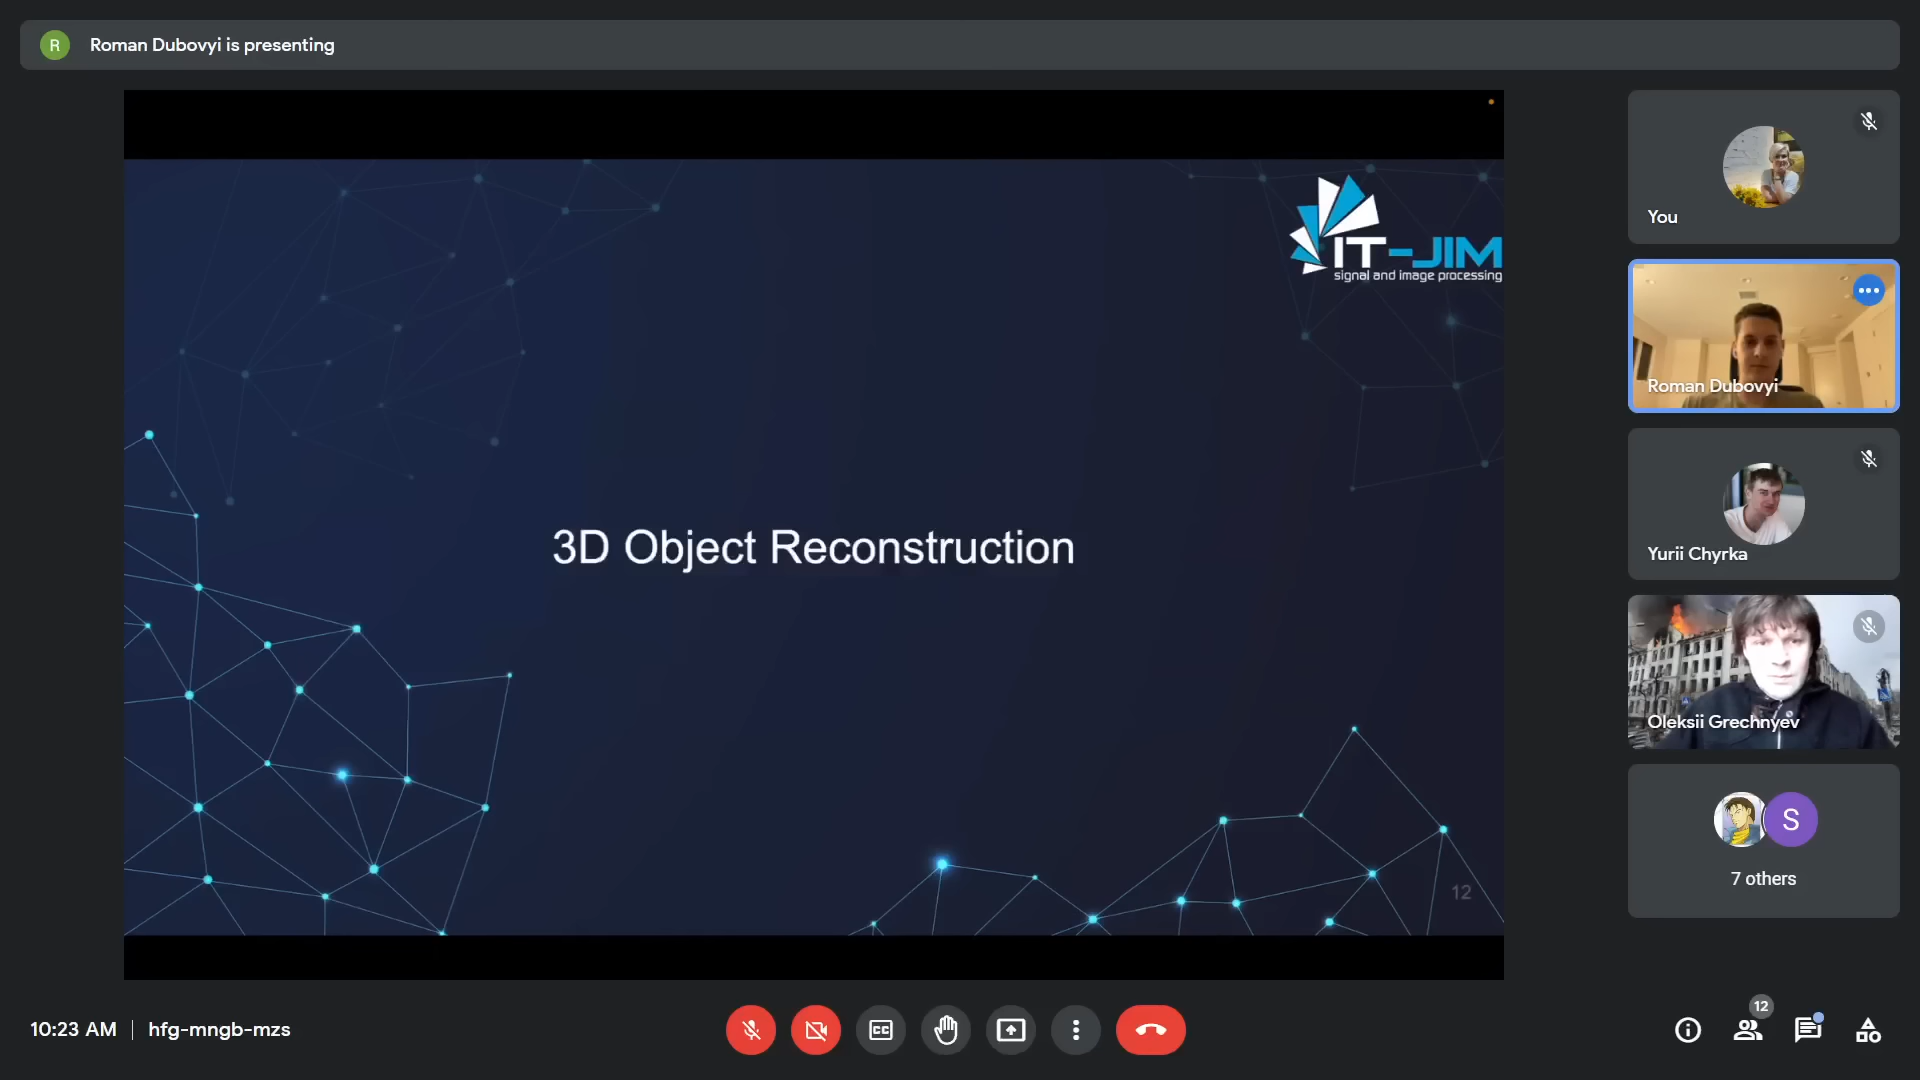 R
Roman Dubovyi is presenting
IT-JIM
signal and image processing
3D Object Reconstruction
12
You
Roman Dubovyi
Yurii Chyrka
Oleksii Grechnyev
S
7 others
10:23 AM | hfg-mngb-mzs
CC
12